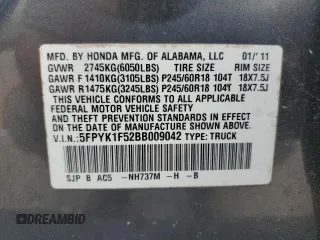 MFD. BY HONDA MFG. OF ALABAMA, LLC 01/'11
GVWR 2745KG(6050LBS) TIRE SIZE RIM SIZE
GAWR F 1410KG(3105LBS) P245/60R18 104T 18X7.5J
GAWR R 1475KG(3245LBS) P245/60R18 104T 18X7.5J
THIS VEHICLE CONFORMS TO ALL APPLICABLE FEDERAL
MOTOR VEHICLE SAFETY AND THEFT PREVENTION
STANDARDS IN EFFECT ON THE DATE OF MANUFACTURE
SHOWN ABOVE.
V.I.N.:5FPYK1F52BB009042 TYPE: TRUCK
SJP B AC5 -NH737M -H -B